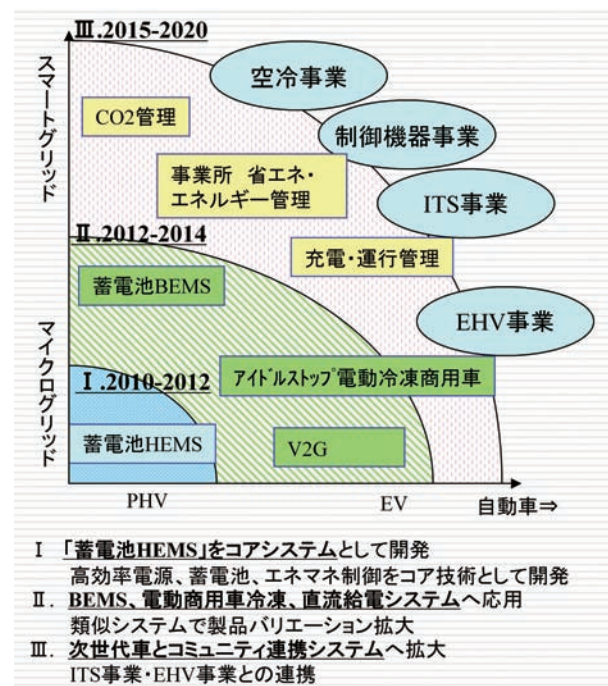 Ⅲ.2015-2020
スマートグリッド
空冷事業
CO2管理
制御機器事業
事業所 省エネ・
エネルギー管理
ITS事業
Ⅱ.2012-2014
充電・運行管理
蓄電池BEMS
EHV事業
マイクログリッド
Ⅰ.2010-2012
アイドルストップ電動冷凍商用車
蓄電池HEMS
V2G
PHV
EV
自動車⇒
Ⅰ 「蓄電池HEMS」をコアシステムとして開発
高効率電源、蓄電池、エネマネ制御をコア技術として開発
Ⅱ. BEMS、電動商用車冷凍、直流給電システムへ応用
類似システムで製品バリエーション拡大
Ⅲ. 次世代車とコミュニティ連携システムへ拡大
ITS事業・EHV事業との連携